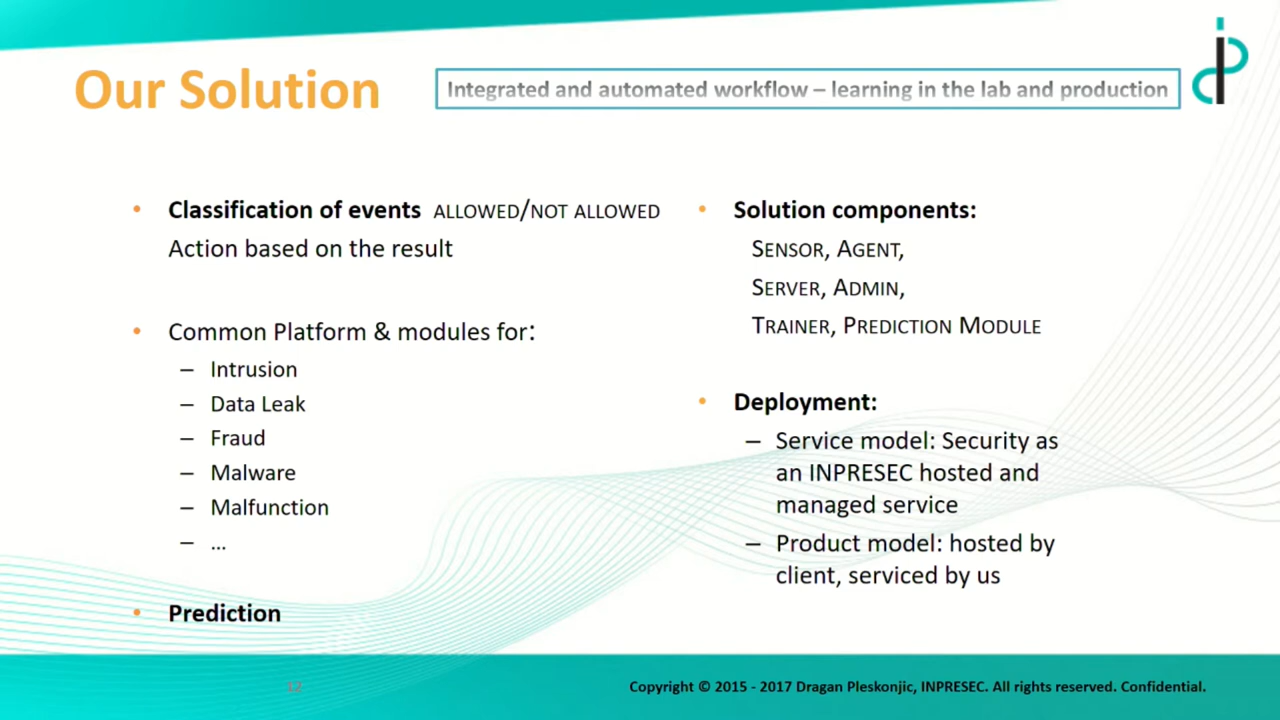 Our Solution
Integrated and automated workflow – learning in the lab and production
• Classification of events ALLOWED/NOT ALLOWED
Action based on the result
• Common Platform & modules for:
– Intrusion
– Data Leak
– Fraud
– Malware
– Malfunction
– ...
• Prediction
• Solution components:
SENSOR, AGENT,
SERVER, ADMIN,
TRAINER, PREDICTION MODULE
• Deployment:
– Service model: Security as
an INPRESEC hosted and
managed service
– Product model: hosted by
client, serviced by us
12
Copyright © 2015 - 2017 Dragan Pleskonjic, INPRESEC. All rights reserved. Confidential.